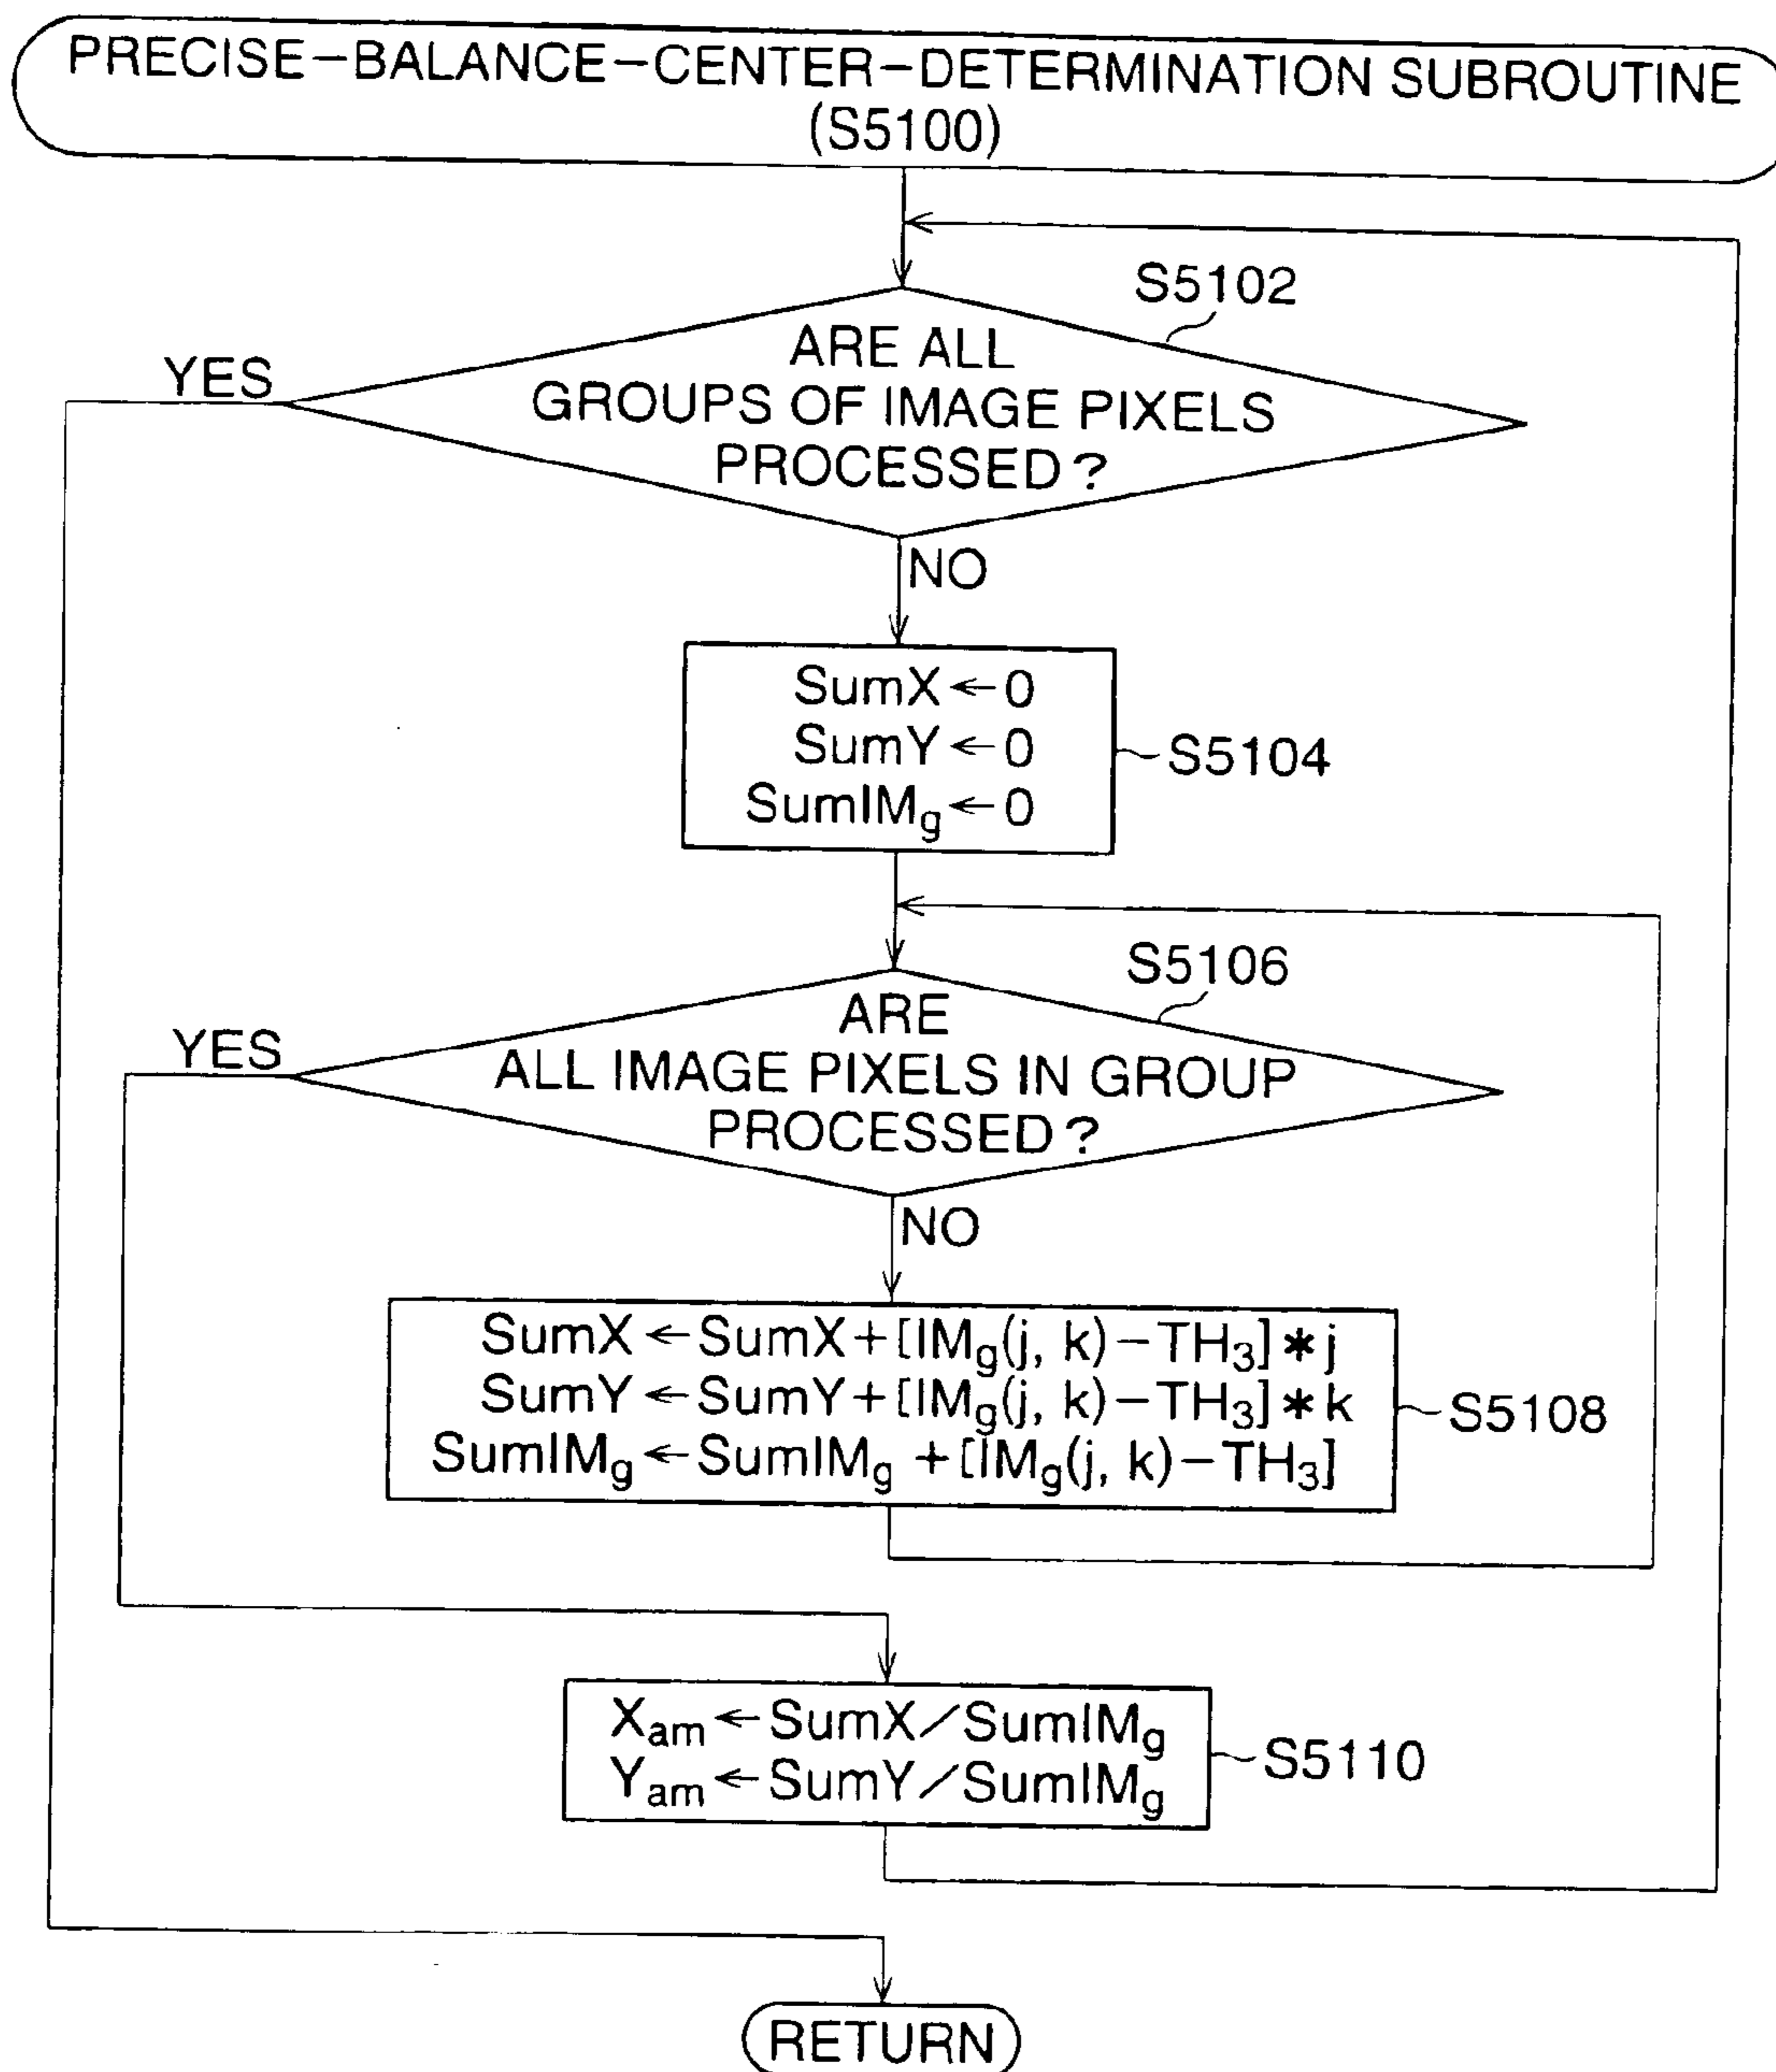 PRECISE-BALANCE-CENTER-DETERMINATION SUBROUTINE
(S5100)
S5102
ARE ALL
YES
GROUPS OF IMAGE PIXELS
PROCESSED?
NO
SumX←0
SumY←0
S5104
SumIMg←0
S5106
ARE
YES
ALL IMAGE PIXELS IN GROUP
PROCESSED?
NO
SumX←SumX+[IMg(j, k)-TH3]*j
SumY←SumY+[IMg(j, k)-TH3]*k
S5108
SumIMg←SumIMg +[IMg(j, k)-TH3]
Xam←SumX/SumIMg
S5110
Yam←SumY/SumIMg
RETURN